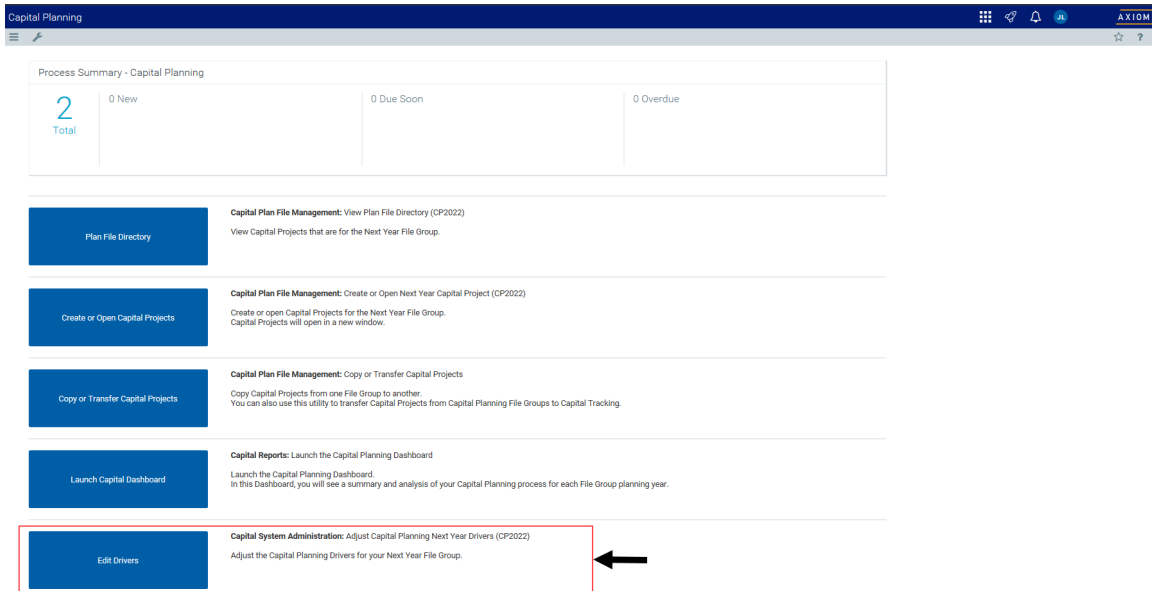 Capital Planning
JL
AXIOM
?
Process Summary - Capital Planning
2
Total
0 New
0 Due Soon
0 Overdue
Plan File Directory
Capital Plan File Management: View Plan File Directory (CP2022)
View Capital Projects that are for the Next Year File Group.
Create or Open Capital Projects
Capital Plan File Management: Create or Open Next Year Capital Project (CP2022)
Create or open Capital Projects for the Next Year File Group.
Capital Projects will open in a new window.
Copy or Transfer Capital Projects
Capital Plan File Management: Copy or Transfer Capital Projects
Copy Capital Projects from one File Group to another.
You can also use this utility to transfer Capital Projects from Capital Planning File Groups to Capital Tracking.
Launch Capital Dashboard
Capital Reports: Launch the Capital Planning Dashboard
Launch the Capital Planning Dashboard.
In this Dashboard, you will see a summary and analysis of your Capital Planning process for each File Group planning year.
Edit Drivers
Capital System Administration: Adjust Capital Planning Next Year Drivers (CP2022)
Adjust the Capital Planning Drivers for your Next Year File Group.